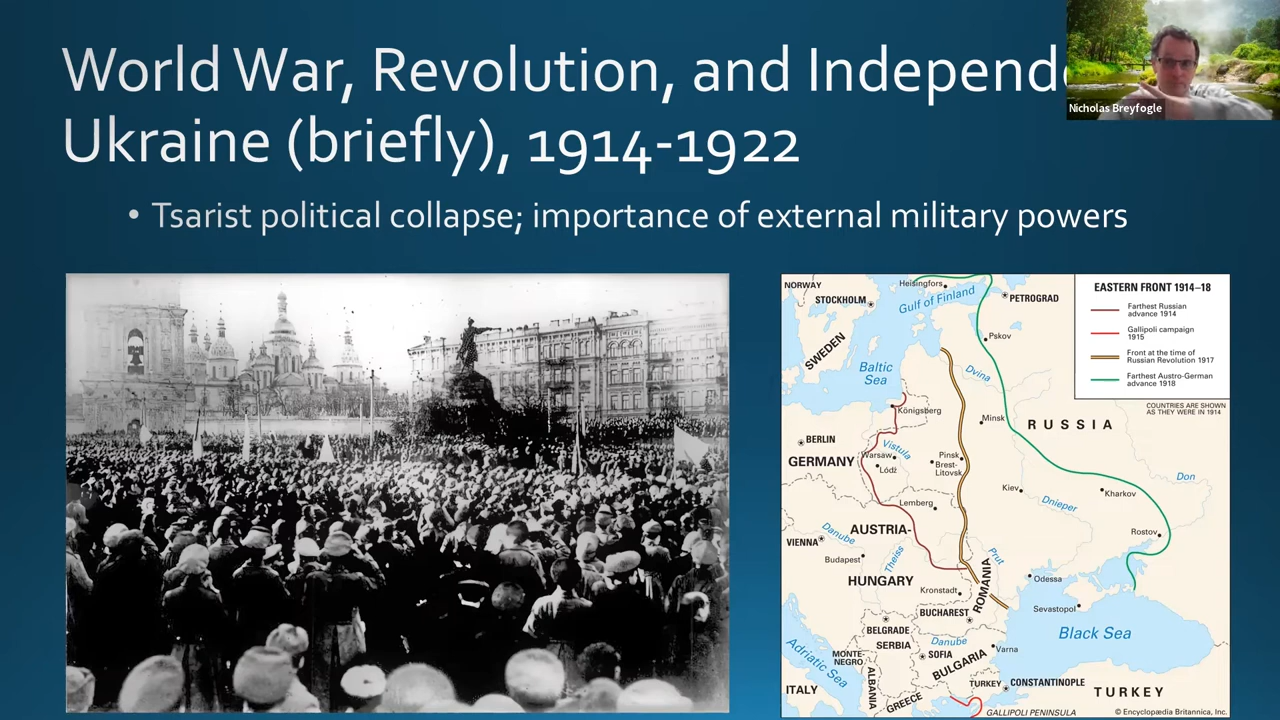 World War, Revolution, and Independ
Ukraine (briefly), 1914-1922
Nicholas Breyfogle
• Tsarist political collapse; importance of external military powers
EASTERN FRONT 1914–18
Farthest Russian
advance 1914
Gallipoli campaign
1915
Front at the time of
Russian Revolution 1917
Farthest Austro-German
advance 1918
COUNTRIES ARE SHOWN
AS THEY WERE IN 1914
NORWAY
Helsingfors
STOCKHOLM
Gulf of Finland
PETROGRAD
SWEDEN
Pskov
Baltic
Sea
Dvina
Königsberg
Minsk
RUSSIA
BERLIN
GERMANY
Vistula
Warsaw
Lódź
Pinsk
Brest-
Litovsk
Don
Kiev
Dnieper
Kharkov
Lemberg
AUSTRIA-
HUNGARY
Rostov
VIENNA
Danube
Budapest
Theiss
Prut
Kronstadt
ROMANIA
Odessa
Sevastopol
BUCHAREST
BELGRADE
SERBIA
Danube
Black Sea
Adriatic Sea
MONTE-
NEGRO
SOFIA
BULGARIA
Varna
ALBANIA
TURKEY
CONSTANTINOPLE
TURKEY
ITALY
GREECE
GALLIPOLI PENINSULA
© Encyclopædia Britannica, Inc.